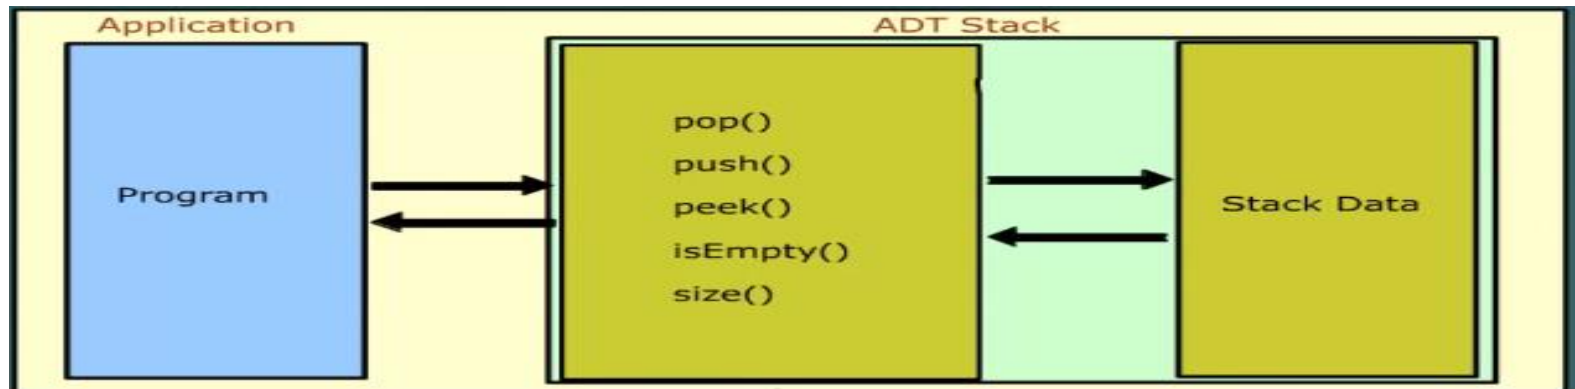 Application
ADT Stack
Program
pop()
push()
peek()
isEmpty()
size()
Stack Data